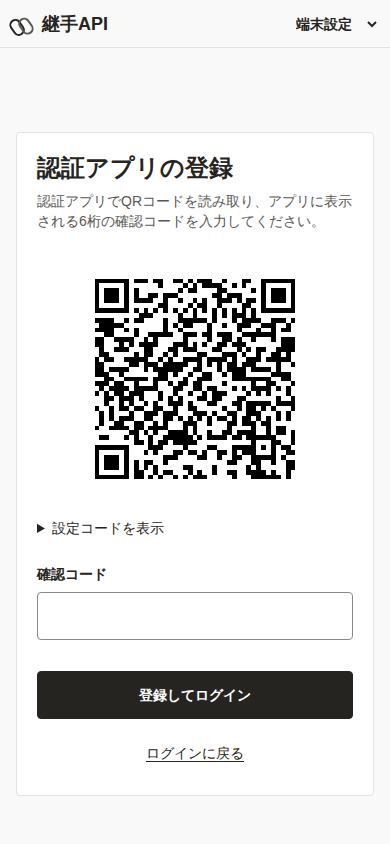 継手API
端末設定
認証アプリの登録
認証アプリでQRコードを読み取り、アプリに表示
される6桁の確認コードを入力してください。
設定コードを表示
確認コード
登録してログイン
ログインに戻る